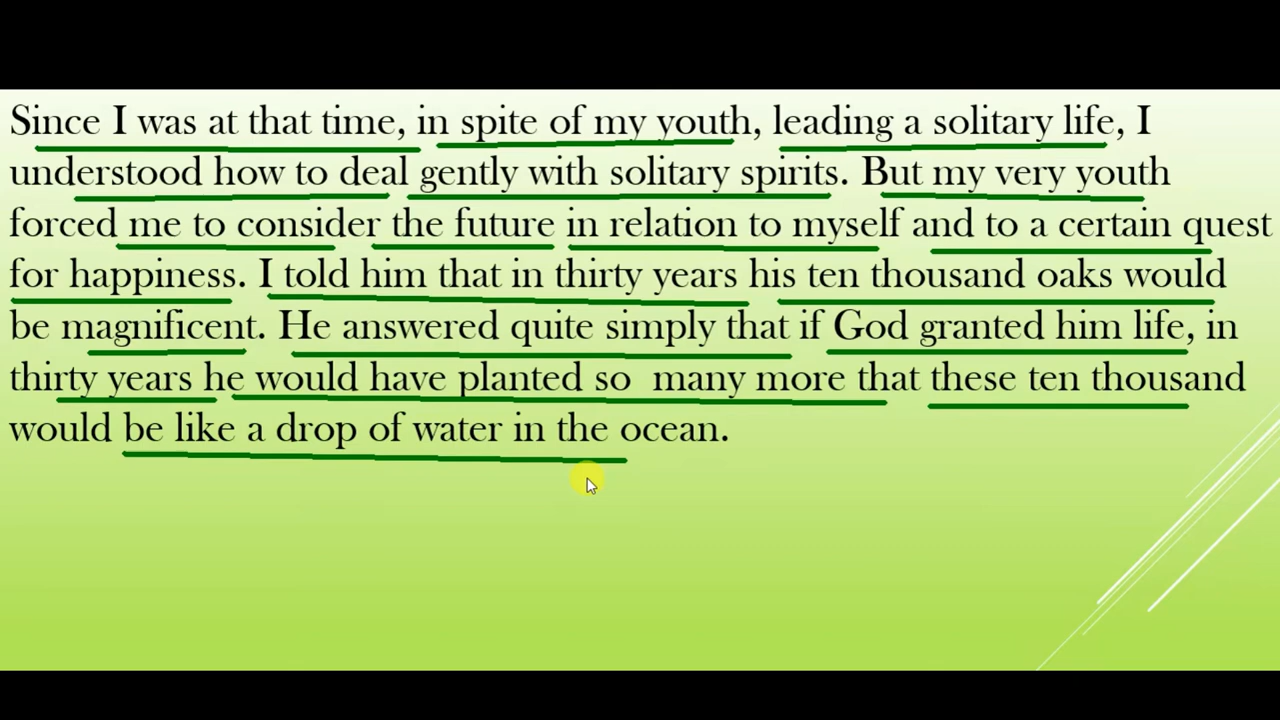 Since I was at that time, in spite of my youth, leading a solitary life, I
understood how to deal gently with solitary spirits. But my very youth
forced me to consider the future in relation to myself and to a certain quest
for happiness. I told him that in thirty years his ten thousand oaks would
be magnificent. He answered quite simply that if God granted him life, in
thirty years he would have planted so many more that these ten thousand
would be like a drop of water in the ocean.